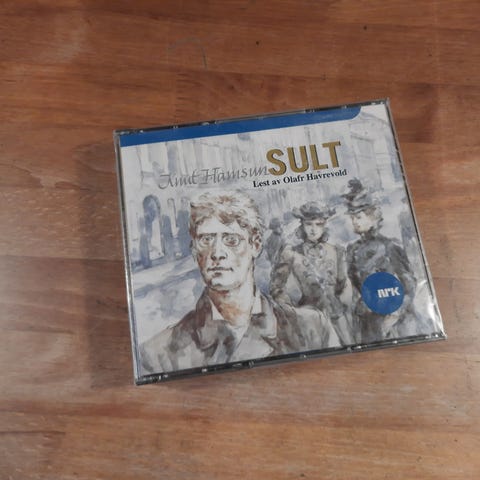 Knut Hamsun SULT
Lest av Olafr Havrevold
NRK